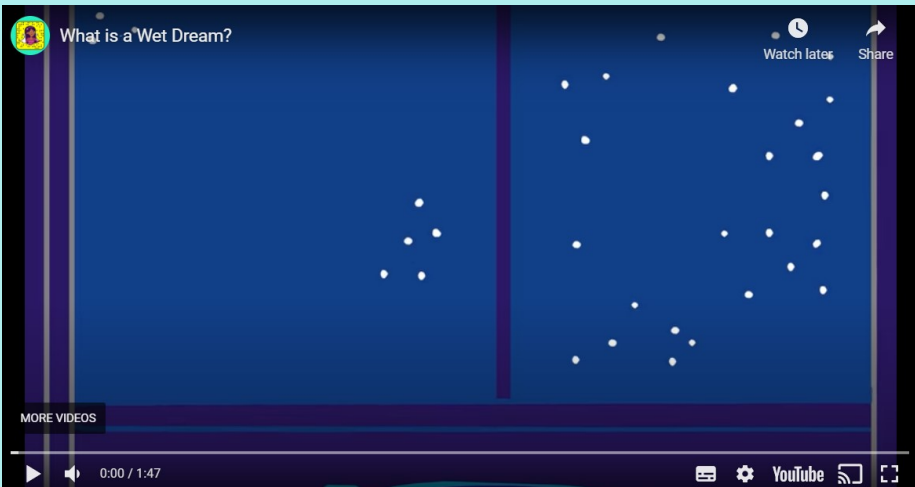 What is a Wet Dream?
Watch later
Share
MORE VIDEOS
0:00 / 1:47
YouTube